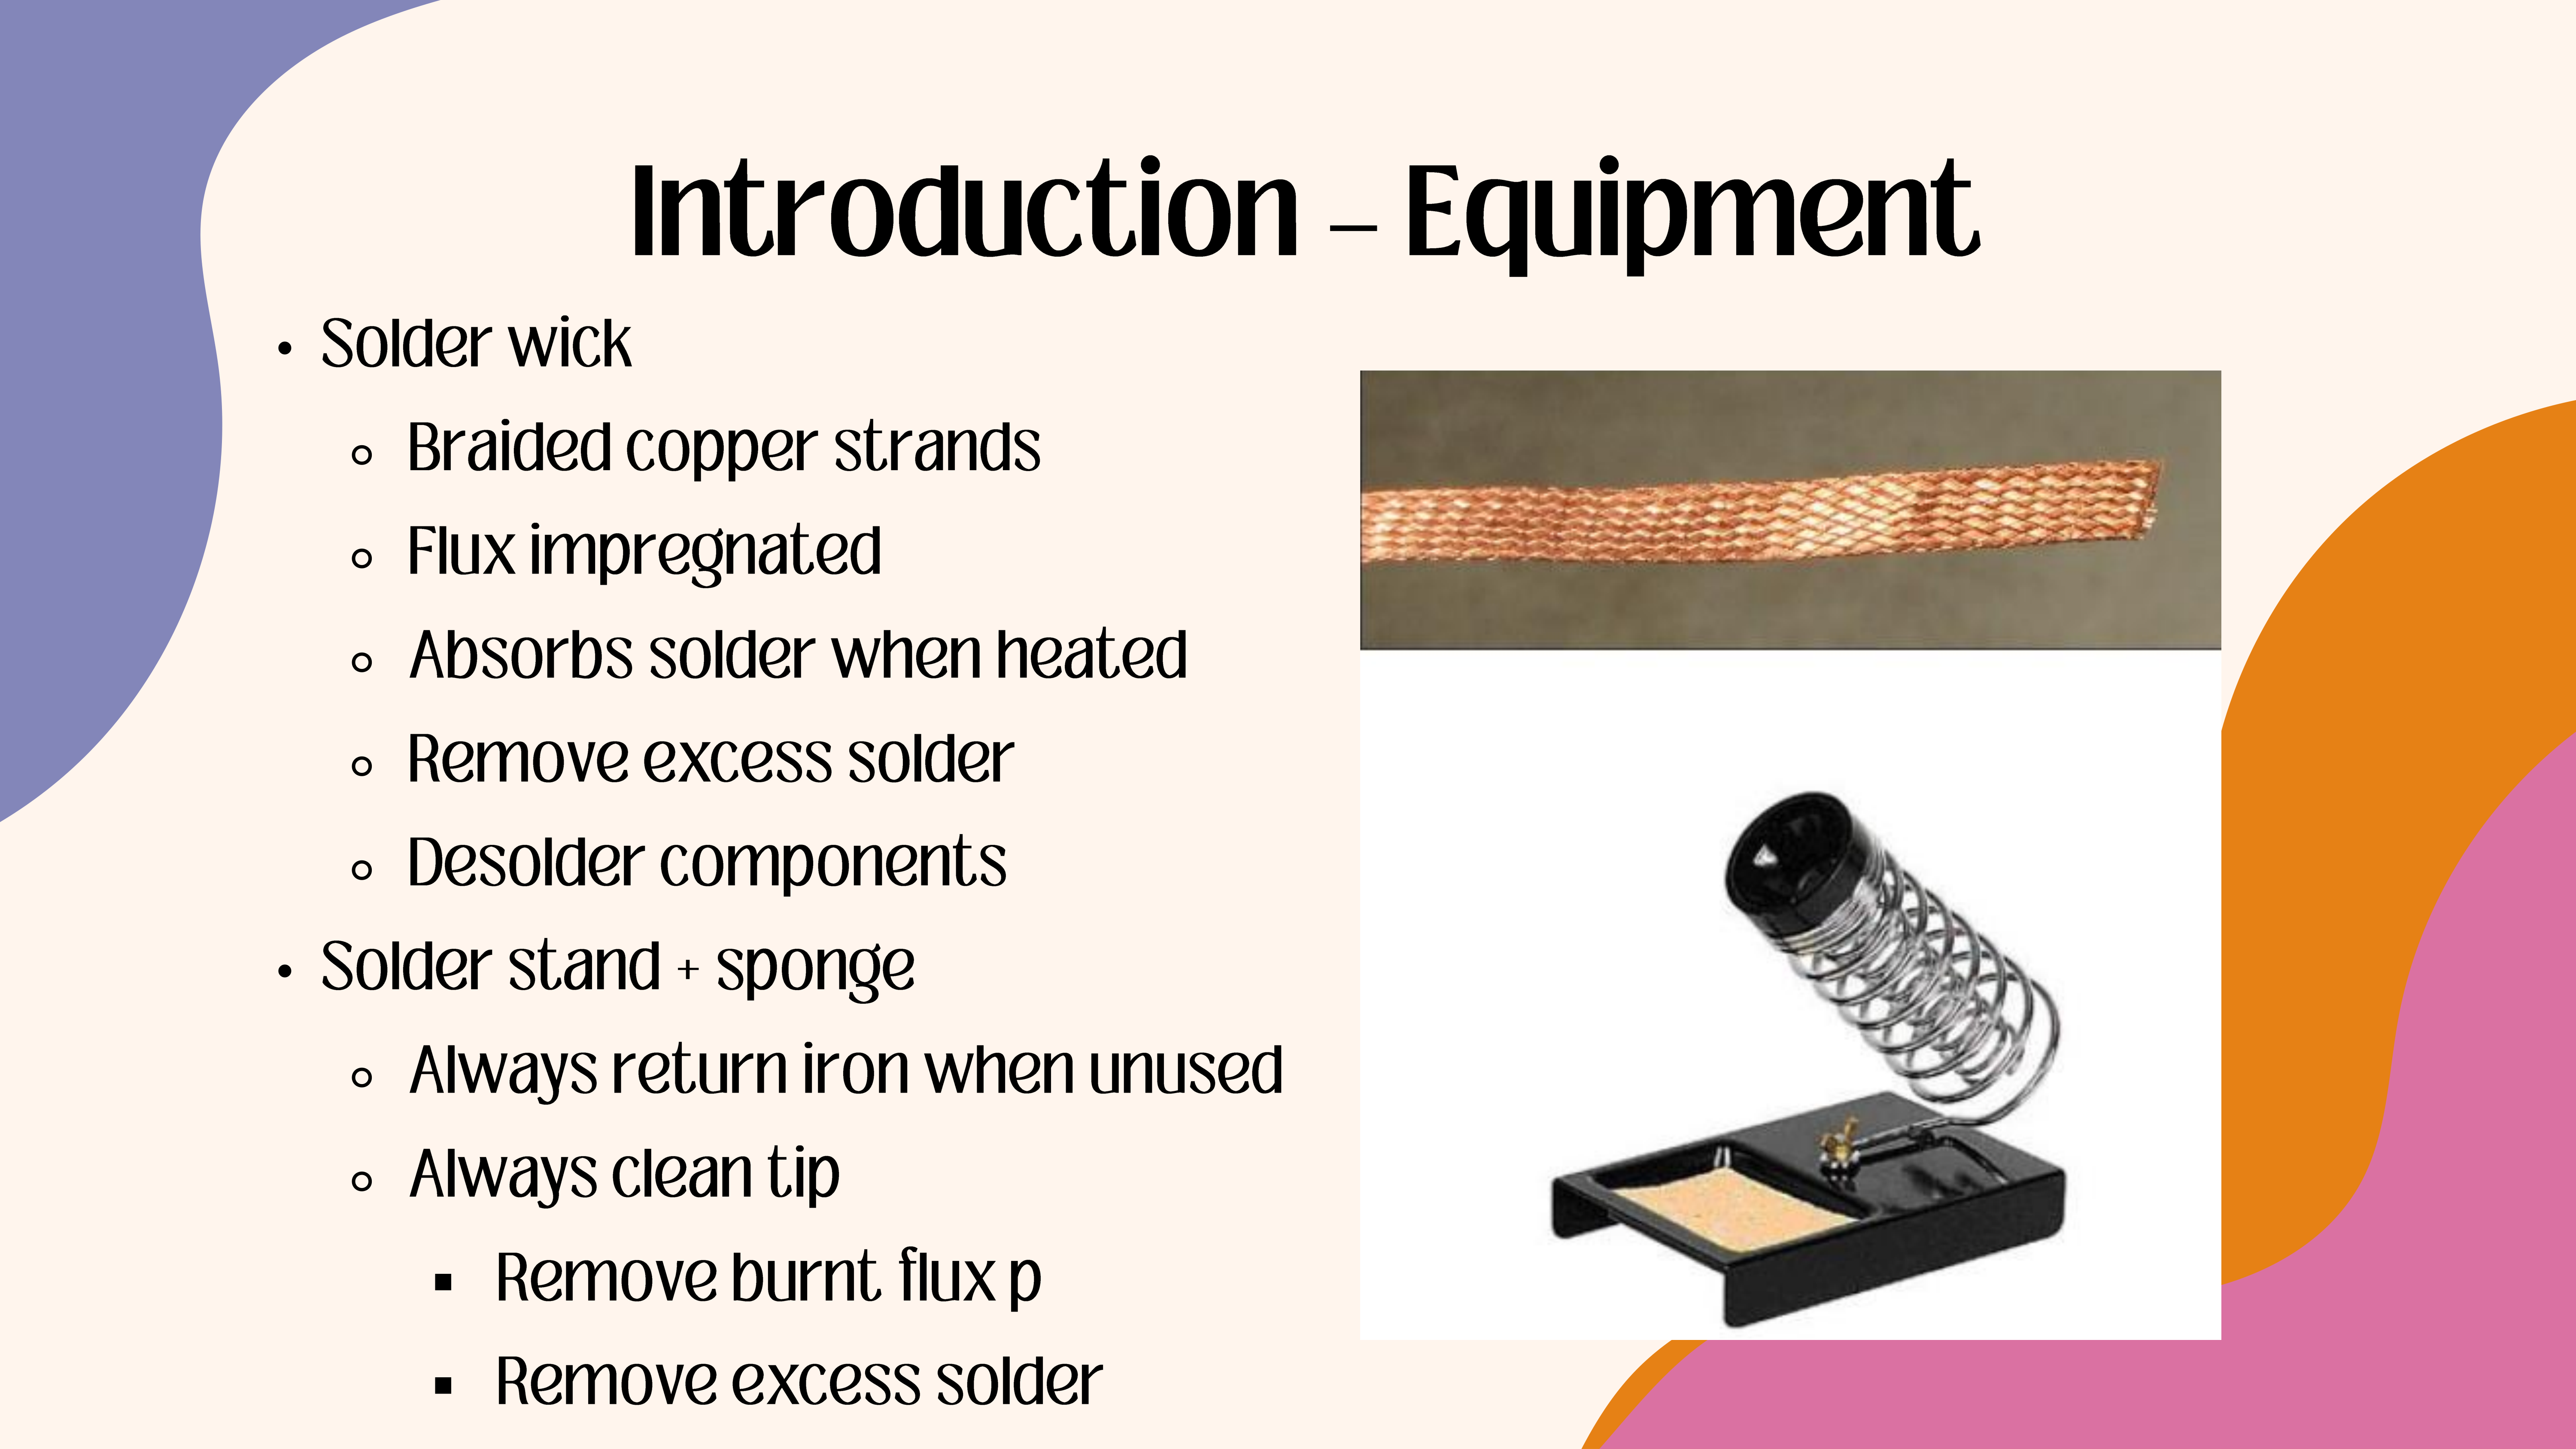 Introduction – Equipment
• Solder wick
◦ Braided copper strands
◦ Flux impregnated
◦ Absorbs solder when heated
◦ Remove excess solder
◦ Desolder components
• Solder stand + sponge
◦ Always return iron when unused
◦ Always clean tip
▪ Remove burnt flux p
▪ Remove excess solder